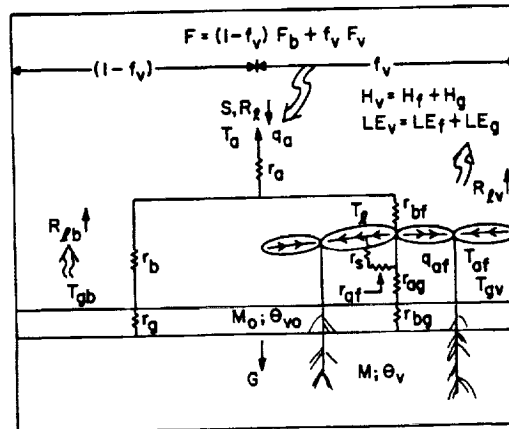 F = (1-f_v) F_b + f_v F_v
(1-f_v)
f_v
S, R_ℓ
T_a q_a
H_v = H_f + H_g
LE_v = LE_f + LE_g
R_ℓv
r_a
R_ℓb
T_gb
r_b
T_ℓ
r_bf
r_s
q_af
T_af
T_gv
r_af
r_ag
r_g
M_o; Θ_vo
r_bg
G
M; Θ_v